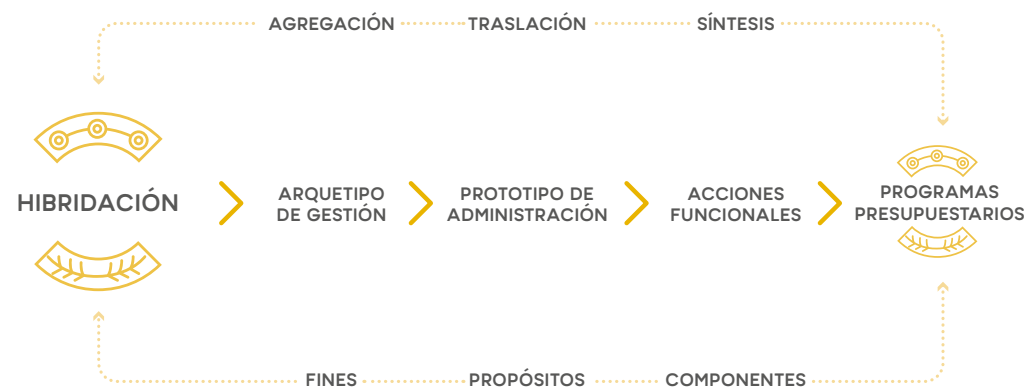 AGREGACIÓN TRASLACIÓN SÍNTESIS
HIBRIDACIÓN
ARQUETIPO
DE GESTIÓN
PROTOTIPO DE
ADMINISTRACIÓN
ACCIONES
FUNCIONALES
PROGRAMAS
PRESUPUESTARIOS
FINES PROPÓSITOS COMPONENTES